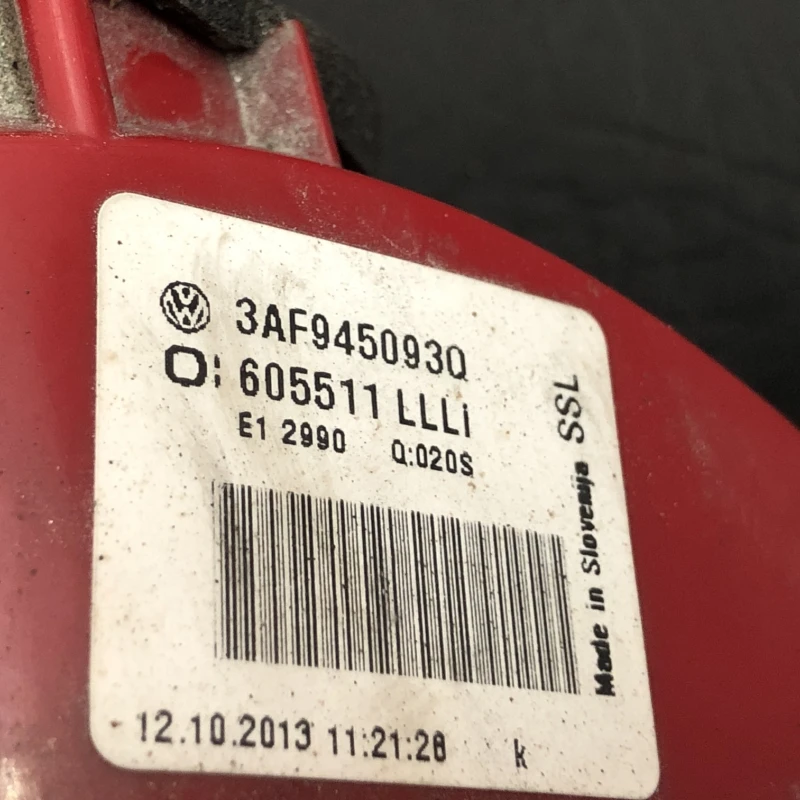 3AF945093Q
605511 LLLi
E1 2990 Q:020S
Made in Slovenija SSL
12.10.2013 11:21:28 k